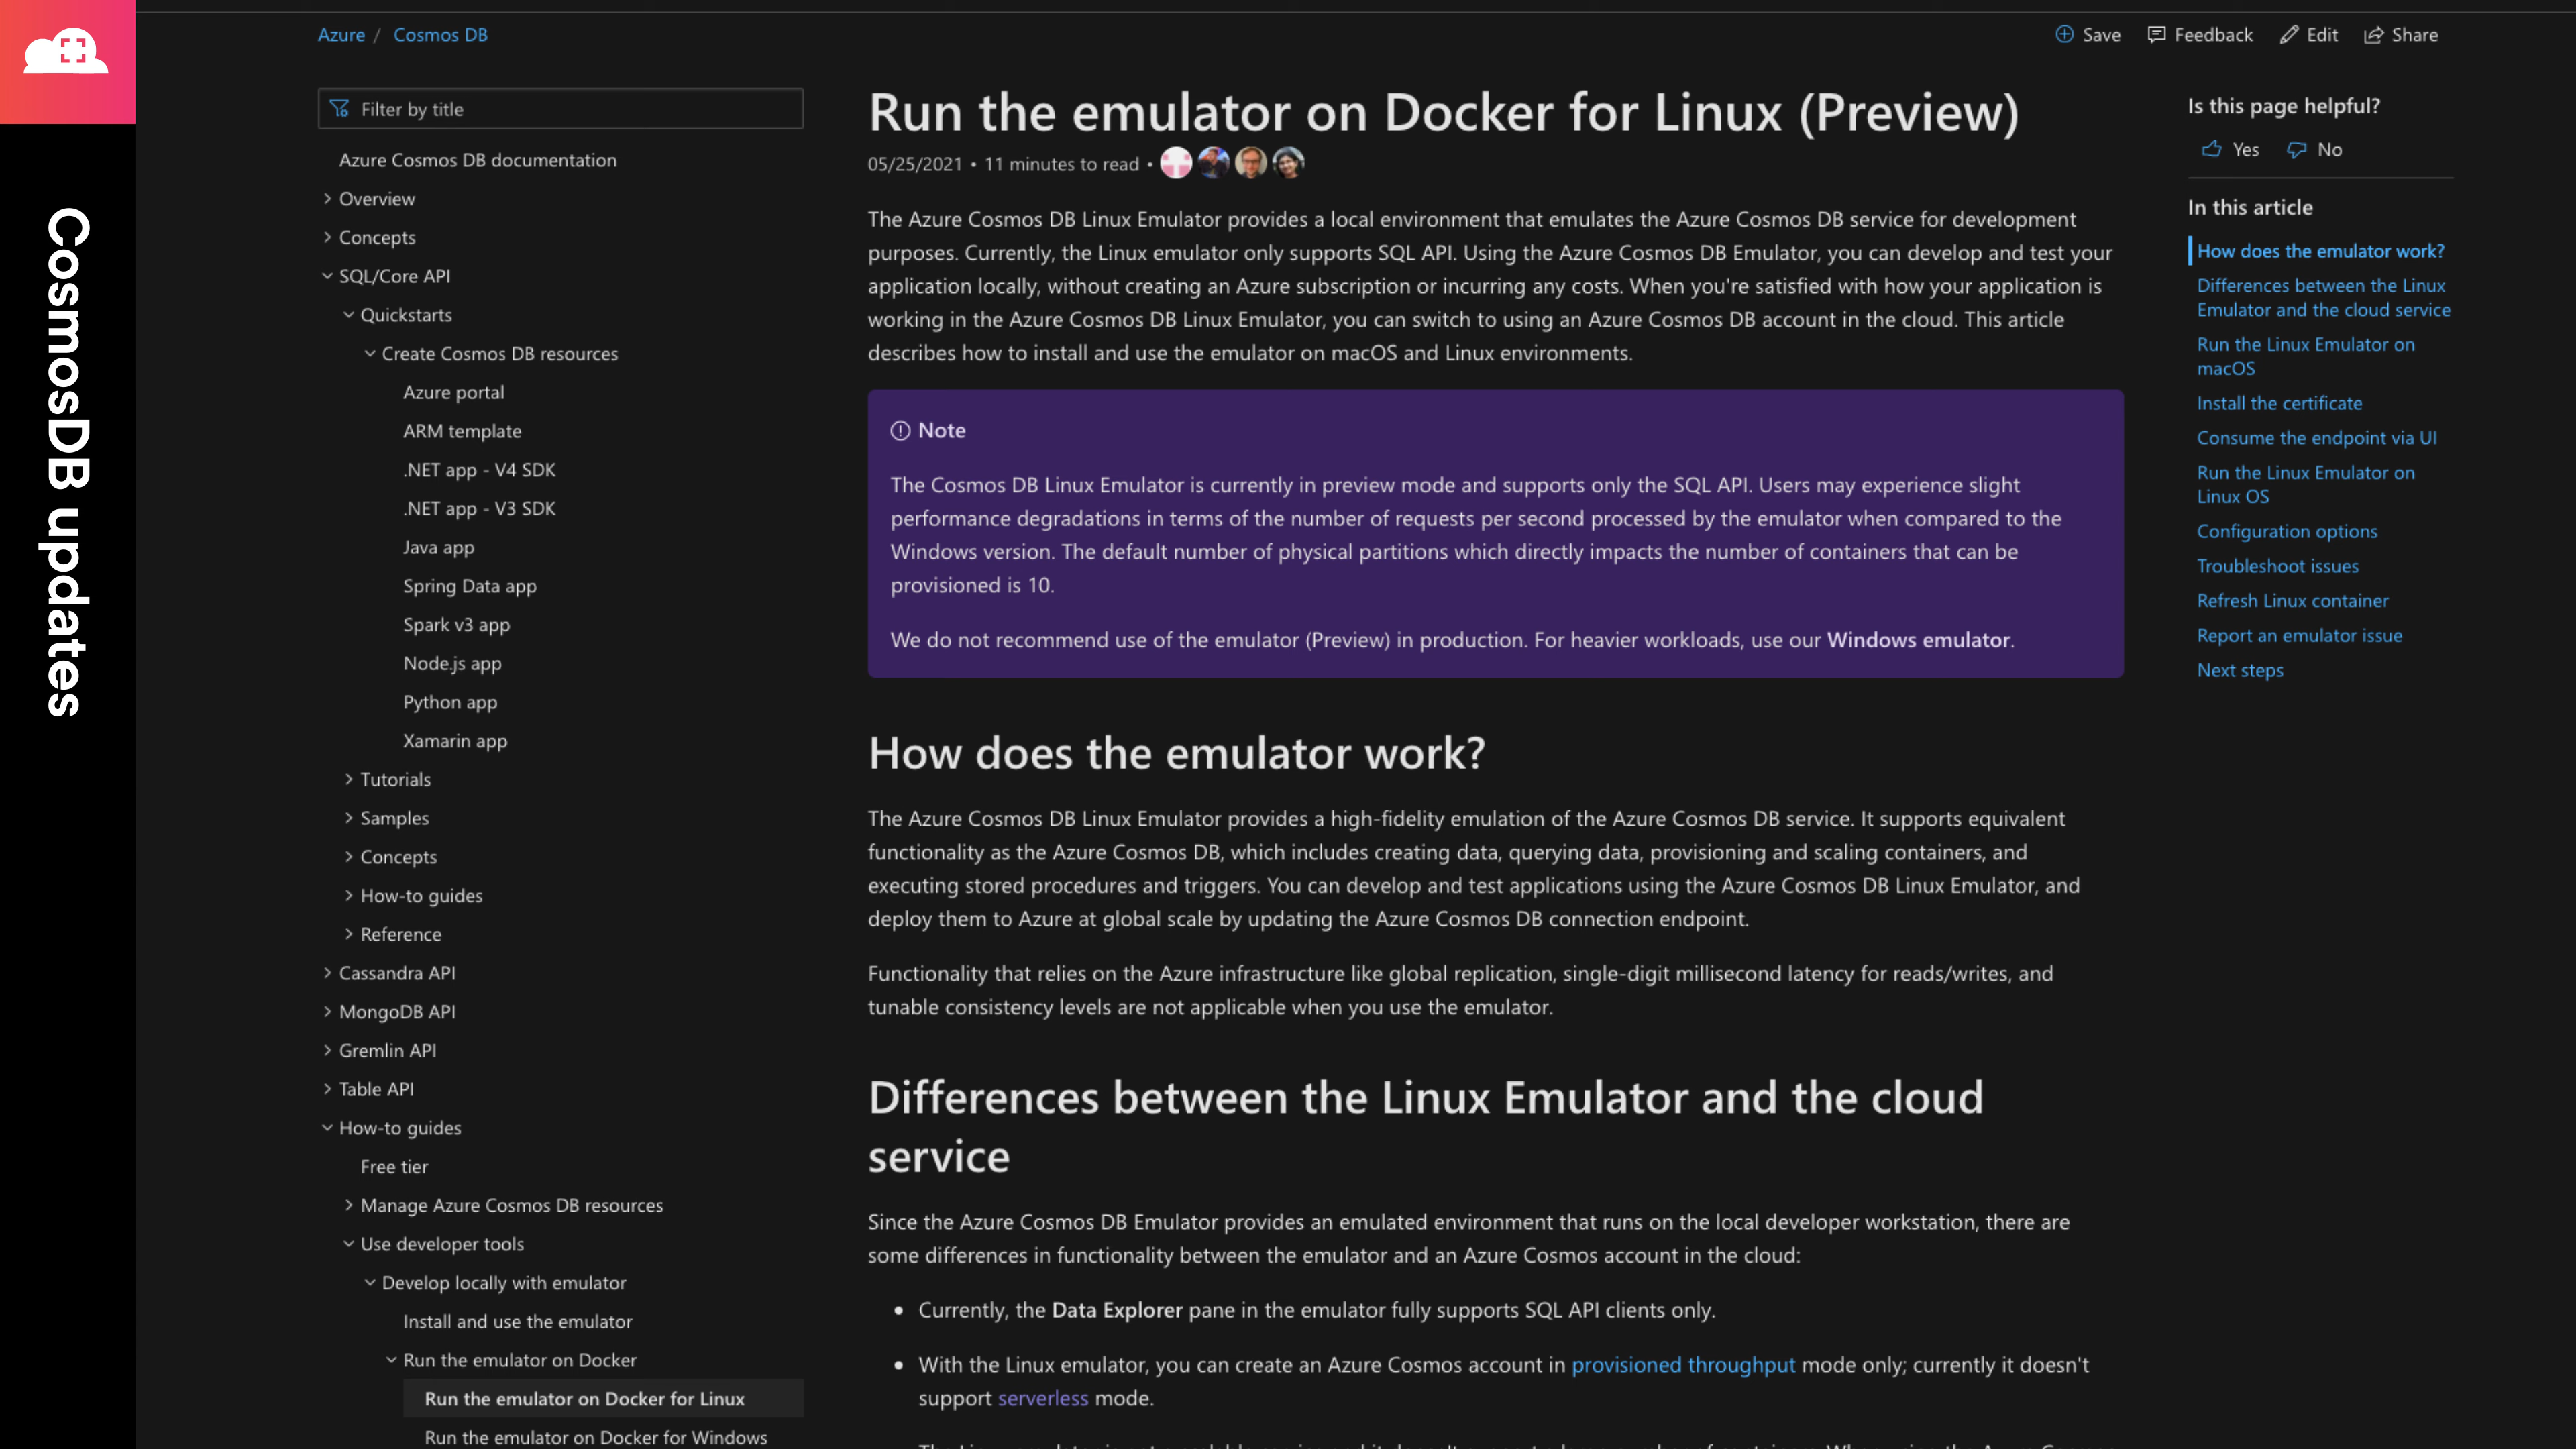 CosmosDB updates
Azure / Cosmos DB
Save Feedback Edit Share
Filter by title
Azure Cosmos DB documentation
Overview
Concepts
SQL/Core API
Quickstarts
Create Cosmos DB resources
Azure portal
ARM template
.NET app - V4 SDK
.NET app - V3 SDK
Java app
Spring Data app
Spark v3 app
Node.js app
Python app
Xamarin app
Tutorials
Samples
Concepts
How-to guides
Reference
Cassandra API
MongoDB API
Gremlin API
Table API
How-to guides
Free tier
Manage Azure Cosmos DB resources
Use developer tools
Develop locally with emulator
Install and use the emulator
Run the emulator on Docker
Run the emulator on Docker for Linux
Run the emulator on Docker for Windows
Run the emulator on Docker for Linux (Preview)
05/25/2021 • 11 minutes to read •
The Azure Cosmos DB Linux Emulator provides a local environment that emulates the Azure Cosmos DB service for development
purposes. Currently, the Linux emulator only supports SQL API. Using the Azure Cosmos DB Emulator, you can develop and test your
application locally, without creating an Azure subscription or incurring any costs. When you're satisfied with how your application is
working in the Azure Cosmos DB Linux Emulator, you can switch to using an Azure Cosmos DB account in the cloud. This article
describes how to install and use the emulator on macOS and Linux environments.
Note
The Cosmos DB Linux Emulator is currently in preview mode and supports only the SQL API. Users may experience slight
performance degradations in terms of the number of requests per second processed by the emulator when compared to the
Windows version. The default number of physical partitions which directly impacts the number of containers that can be
provisioned is 10.
We do not recommend use of the emulator (Preview) in production. For heavier workloads, use our Windows emulator.
How does the emulator work?
The Azure Cosmos DB Linux Emulator provides a high-fidelity emulation of the Azure Cosmos DB service. It supports equivalent
functionality as the Azure Cosmos DB, which includes creating data, querying data, provisioning and scaling containers, and
executing stored procedures and triggers. You can develop and test applications using the Azure Cosmos DB Linux Emulator, and
deploy them to Azure at global scale by updating the Azure Cosmos DB connection endpoint.
Functionality that relies on the Azure infrastructure like global replication, single-digit millisecond latency for reads/writes, and
tunable consistency levels are not applicable when you use the emulator.
Differences between the Linux Emulator and the cloud
service
Since the Azure Cosmos DB Emulator provides an emulated environment that runs on the local developer workstation, there are
some differences in functionality between the emulator and an Azure Cosmos account in the cloud:
• Currently, the Data Explorer pane in the emulator fully supports SQL API clients only.
• With the Linux emulator, you can create an Azure Cosmos account in provisioned throughput mode only; currently it doesn't
support serverless mode.
Is this page helpful?
Yes No
In this article
How does the emulator work?
Differences between the Linux
Emulator and the cloud service
Run the Linux Emulator on
macOS
Install the certificate
Consume the endpoint via UI
Run the Linux Emulator on
Linux OS
Configuration options
Troubleshoot issues
Refresh Linux container
Report an emulator issue
Next steps